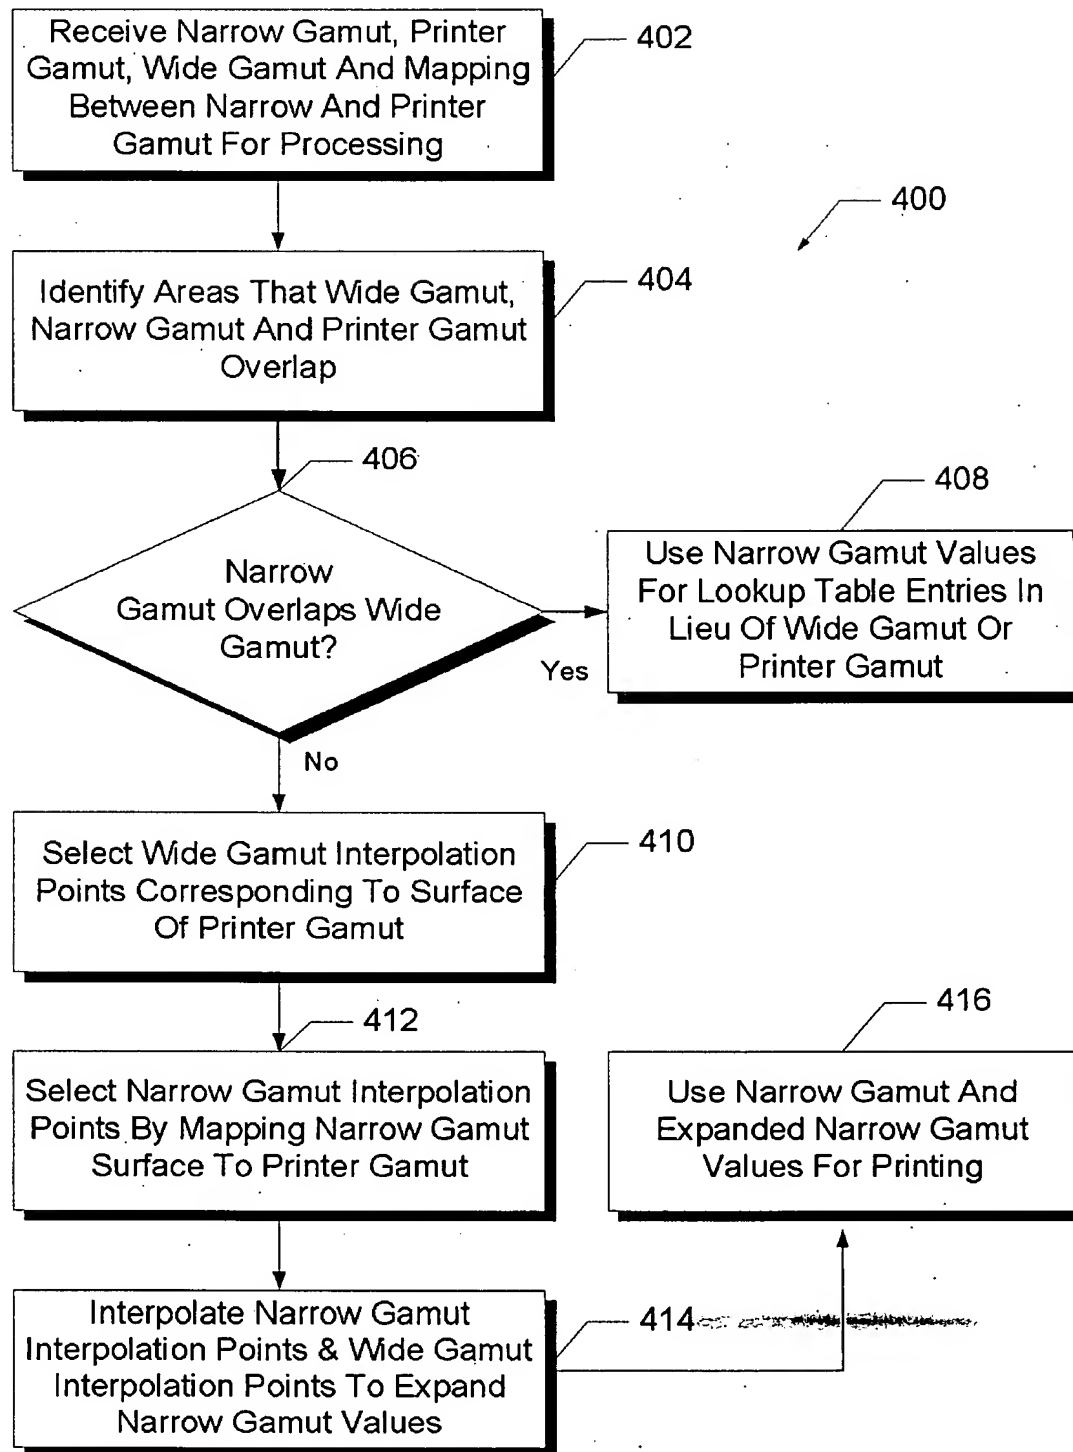 Receive Narrow Gamut, Printer
Gamut, Wide Gamut And Mapping
Between Narrow And Printer
Gamut For Processing
402
400
Identify Areas That Wide Gamut,
Narrow Gamut And Printer Gamut
Overlap
404
406
Narrow
Gamut Overlaps Wide
Gamut?
Yes
No
408
Use Narrow Gamut Values
For Lookup Table Entries In
Lieu Of Wide Gamut Or
Printer Gamut
Select Wide Gamut Interpolation
Points Corresponding To Surface
Of Printer Gamut
410
412
Select Narrow Gamut Interpolation
Points By Mapping Narrow Gamut
Surface To Printer Gamut
416
Use Narrow Gamut And
Expanded Narrow Gamut
Values For Printing
Interpolate Narrow Gamut
Interpolation Points & Wide Gamut
Interpolation Points To Expand
Narrow Gamut Values
414